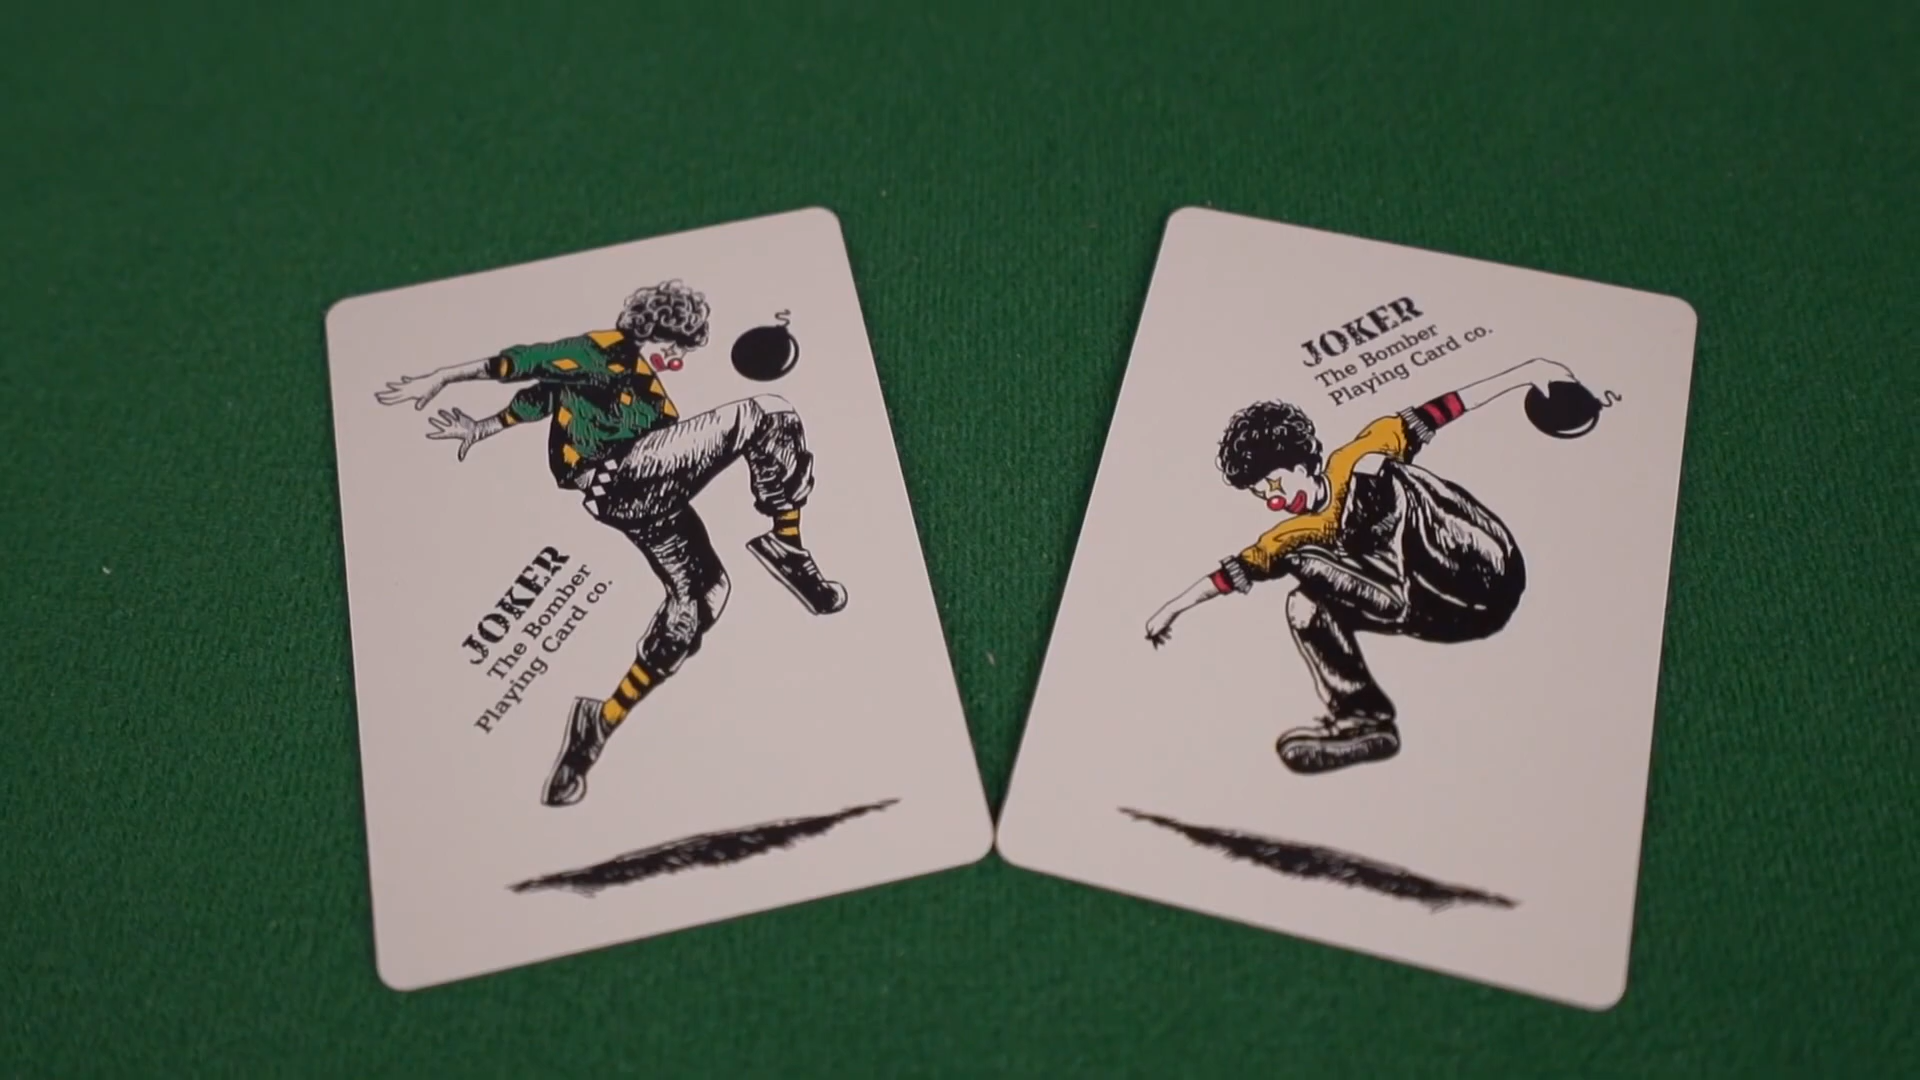 JOKER
The Bomber
Playing Card co.
JOKER
The Bomber
Playing Card co.